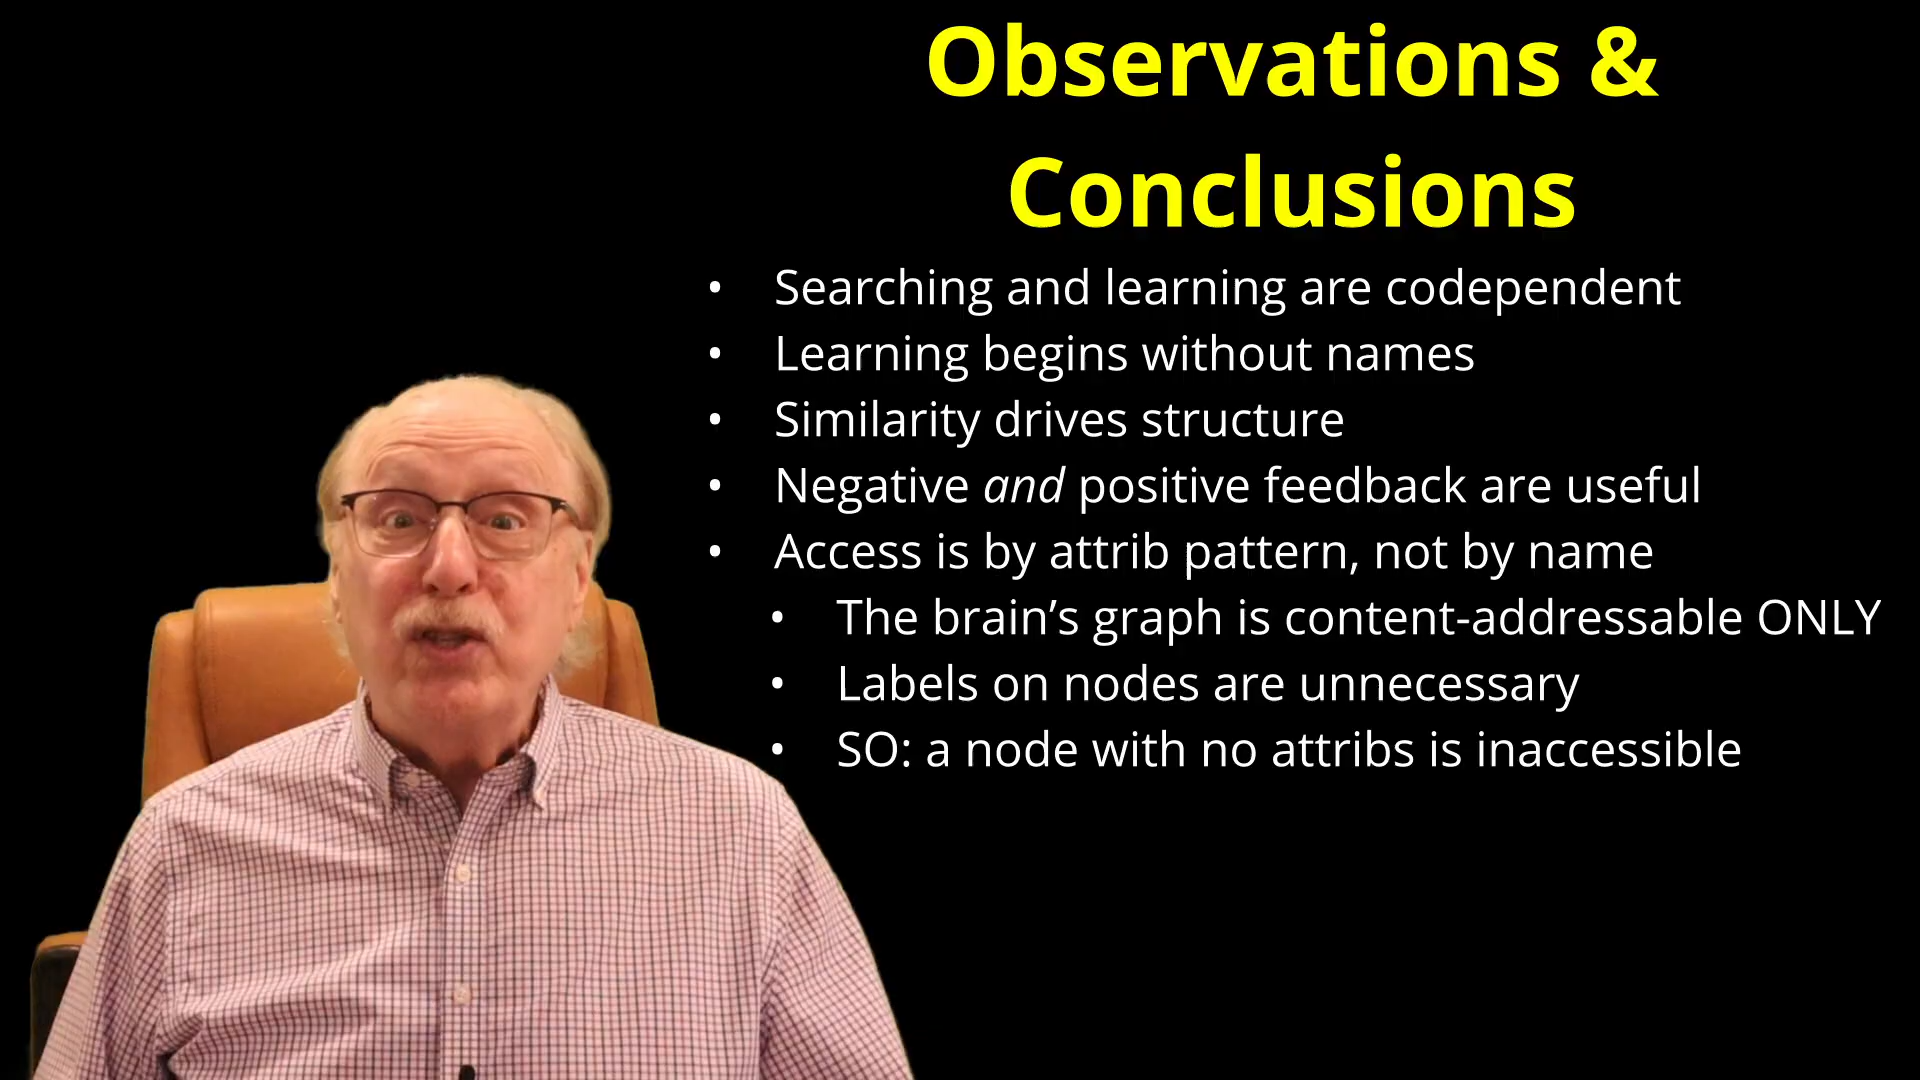 Observations &
Conclusions
• Searching and learning are codependent
• Learning begins without names
• Similarity drives structure
• Negative and positive feedback are useful
• Access is by attrib pattern, not by name
• The brain’s graph is content-addressable ONLY
• Labels on nodes are unnecessary
• SO: a node with no attribs is inaccessible